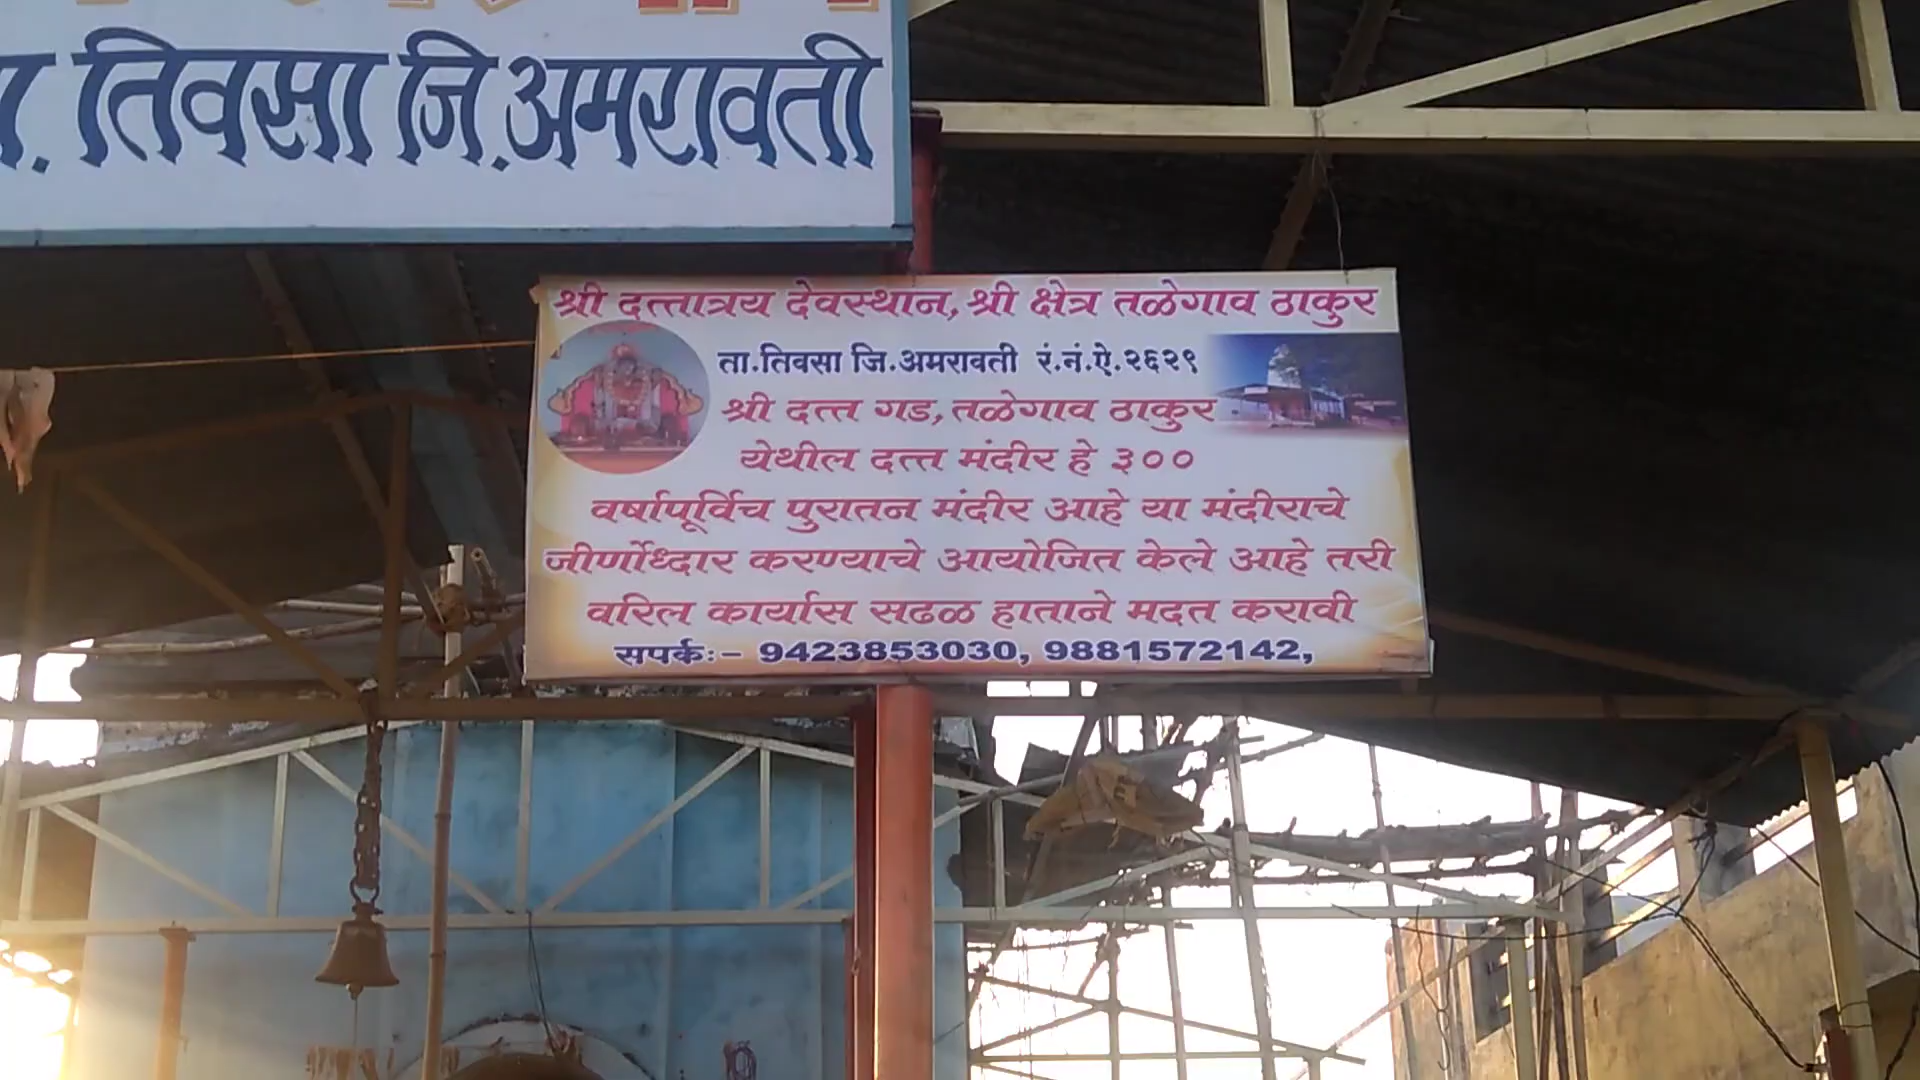 . तिवसा जि.अमरावती
श्री दत्तात्रय देवस्थान, श्री क्षेत्र तळेगाव ठाकुर
ता.तिवसा जि.अमरावती रं.नं.ऐ.२६२९
श्री दत्त गड, तळेगाव ठाकुर
येथील दत्त मंदीर हे ३००
वर्षापूर्विच पुरातन मंदीर आहे या मंदीराचे
जीर्णोध्दार करण्याचे आयोजित केले आहे तरी
वरिल कार्यास सढळ हाताने मदत करावी
सपर्क:- 9423853030, 9881572142,